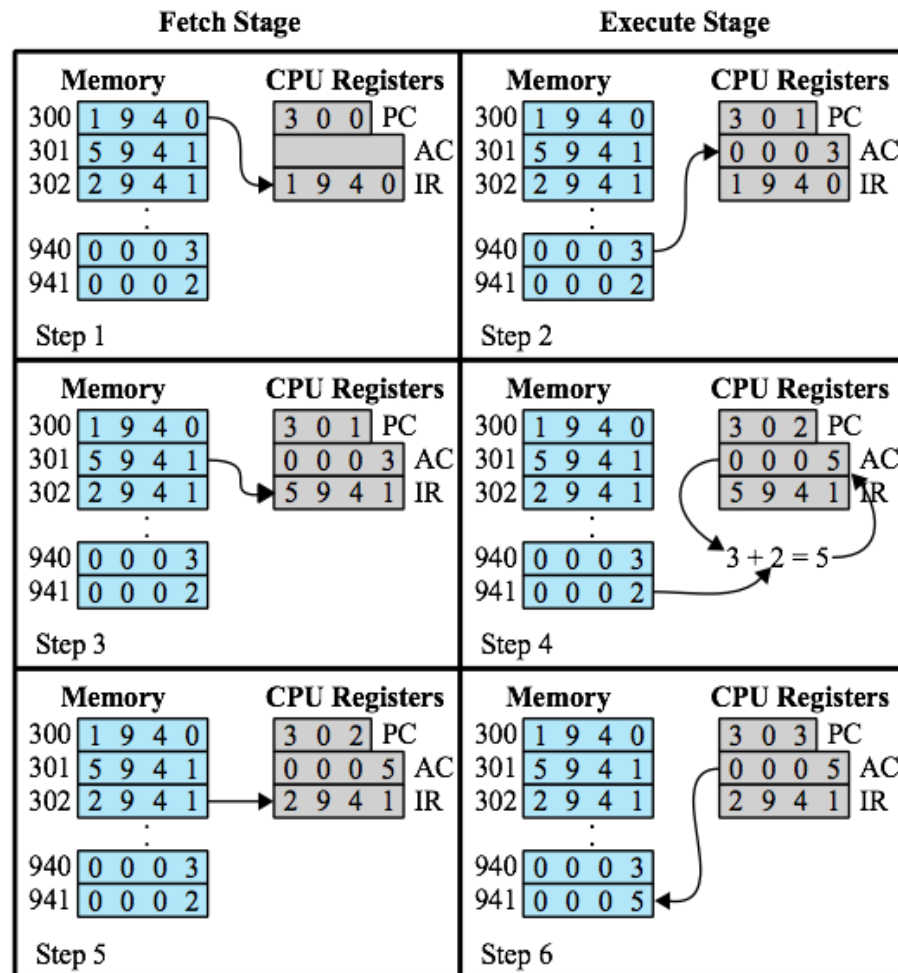 Fetch Stage Execute Stage
Memory CPU Registers
300 1 9 4 0 3 0 0 PC
301 5 9 4 1 AC
302 2 9 4 1 1 9 4 0 IR
940 0 0 0 3
941 0 0 0 2
Step 1
Memory CPU Registers
300 1 9 4 0 3 0 1 PC
301 5 9 4 1 0 0 0 3 AC
302 2 9 4 1 1 9 4 0 IR
940 0 0 0 3
941 0 0 0 2
Step 2
Memory CPU Registers
300 1 9 4 0 3 0 1 PC
301 5 9 4 1 0 0 0 3 AC
302 2 9 4 1 5 9 4 1 IR
940 0 0 0 3
941 0 0 0 2
Step 3
Memory CPU Registers
300 1 9 4 0 3 0 2 PC
301 5 9 4 1 0 0 0 5 AC
302 2 9 4 1 5 9 4 1 IR
940 0 0 0 3 3 + 2 = 5
941 0 0 0 2
Step 4
Memory CPU Registers
300 1 9 4 0 3 0 2 PC
301 5 9 4 1 0 0 0 5 AC
302 2 9 4 1 2 9 4 1 IR
940 0 0 0 3
941 0 0 0 2
Step 5
Memory CPU Registers
300 1 9 4 0 3 0 3 PC
301 5 9 4 1 0 0 0 5 AC
302 2 9 4 1 2 9 4 1 IR
940 0 0 0 3
941 0 0 0 5
Step 6